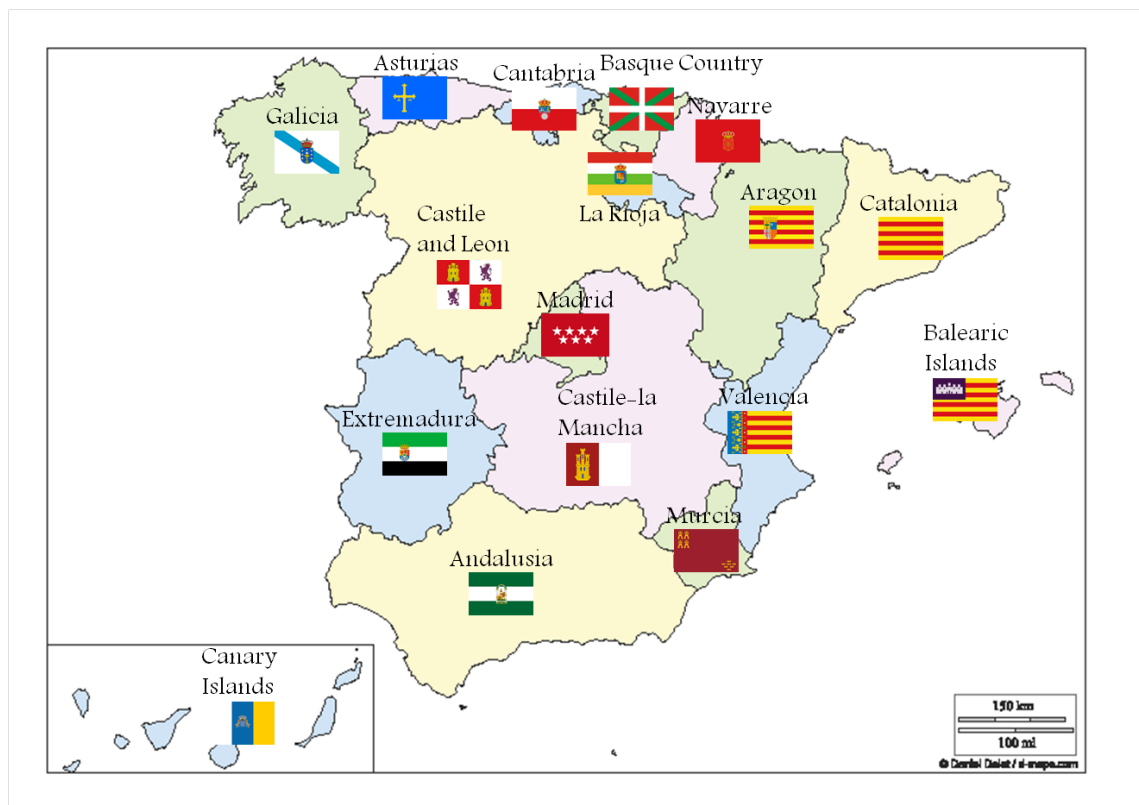 Asturias
Cantabria
Basque Country
Galicia
Navarre
Aragon
Catalonia
La Rioja
Castile
and Leon
Madrid
Balearic
Islands
Castile-la
Mancha
Valencia
Extremadura
Murcia
Andalusia
Canary
Islands
150 km
100 mi
© Daniel Dalet / d-maps.com